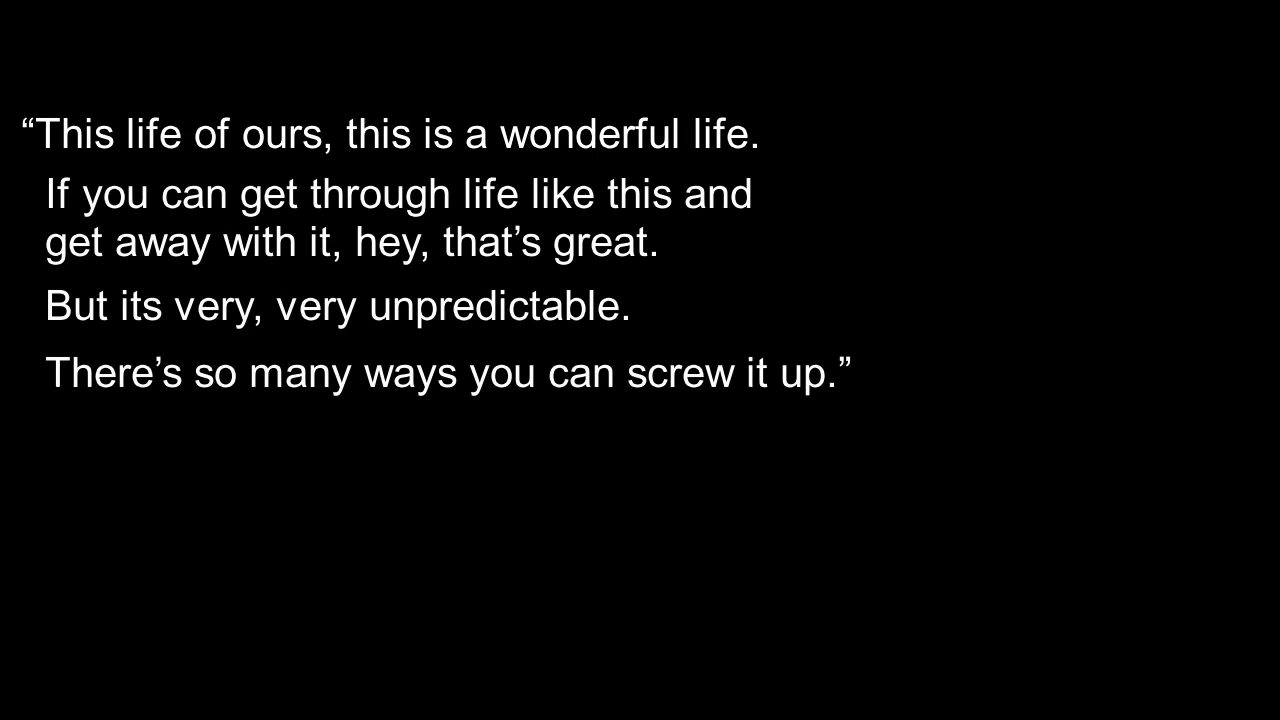 “This life of ours, this is a wonderful life.
If you can get through life like this and
get away with it, hey, that’s great.
But its very, very unpredictable.
There’s so many ways you can screw it up.”